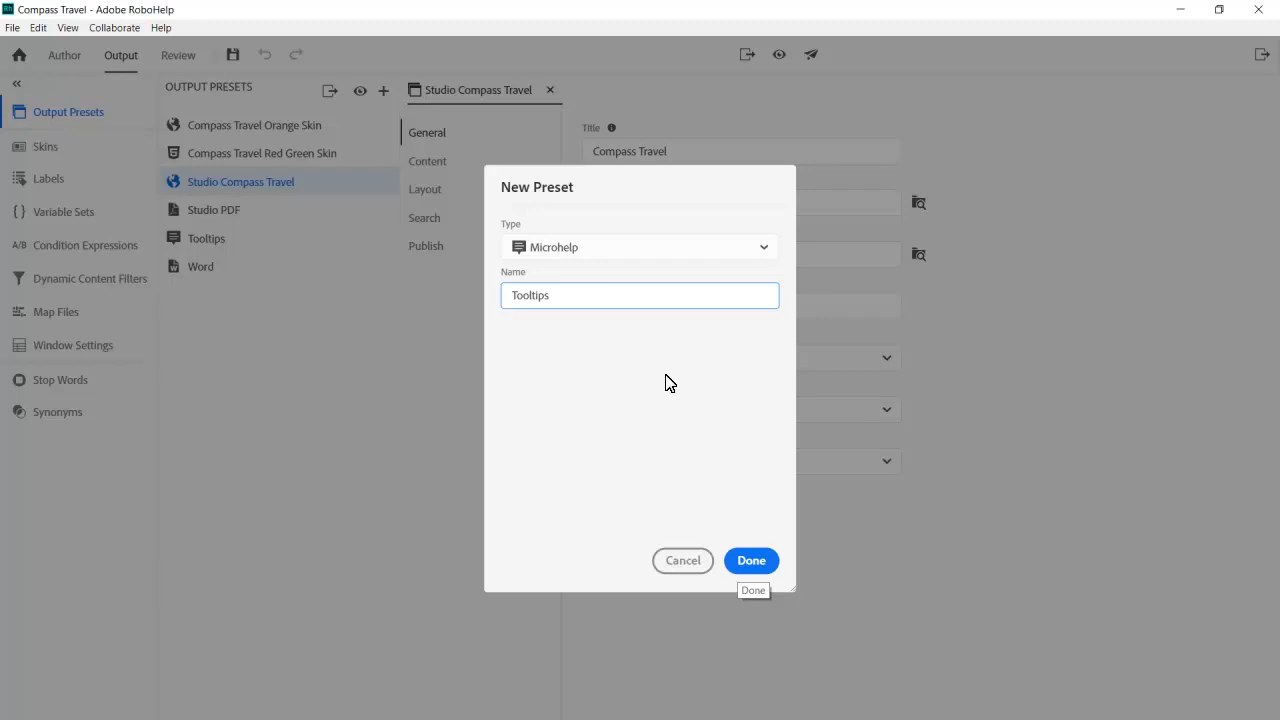 Compass Travel - Adobe RoboHelp
File Edit View Collaborate Help
Author Output Review
OUTPUT PRESETS
Output Presets
Skins
Labels
Variable Sets
Condition Expressions
Dynamic Content Filters
Map Files
Window Settings
Stop Words
Synonyms
Compass Travel Orange Skin
Compass Travel Red Green Skin
Studio Compass Travel
Studio PDF
Tooltips
Word
Studio Compass Travel
General
Content
Layout
Search
Publish
Title
Compass Travel
New Preset
Type
Microhelp
Name
Tooltips
Cancel Done
Done